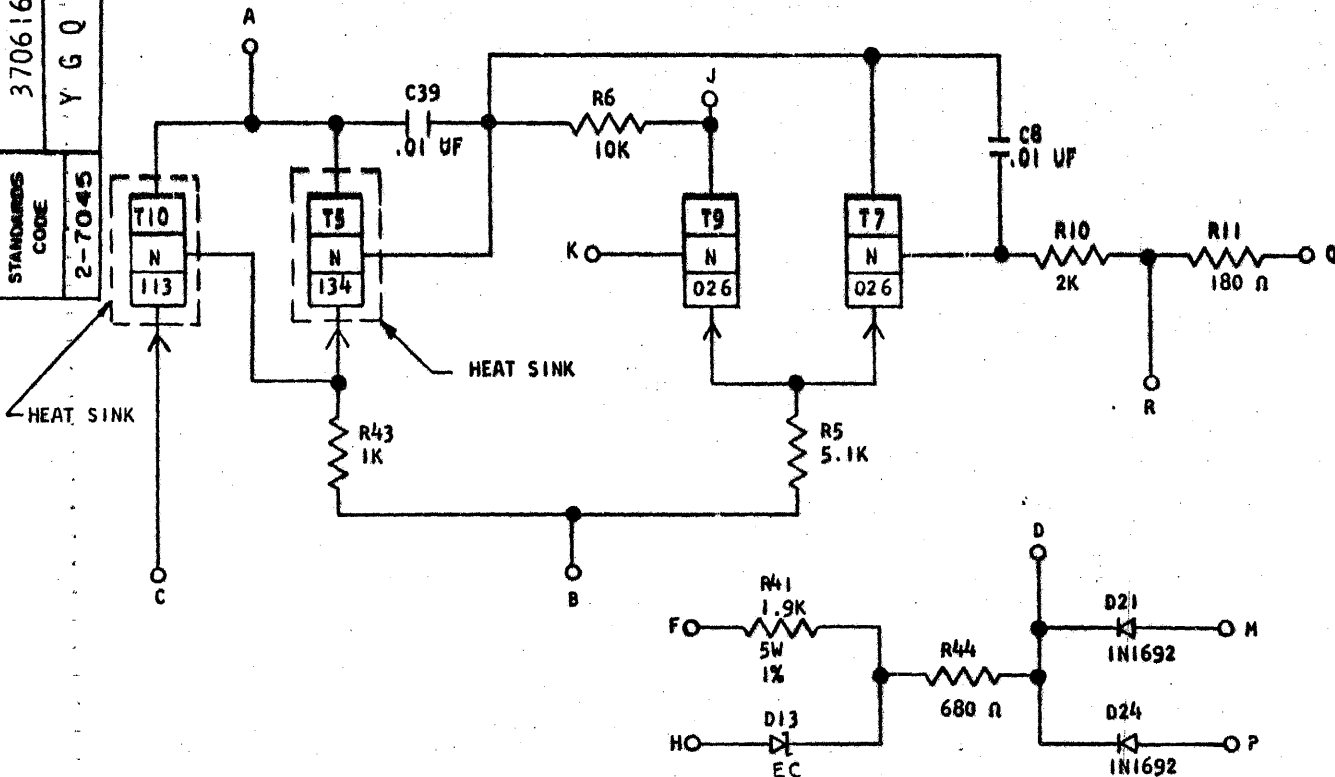 370616
Y G Q
STANDARDS
CODE
2-7045
A
C39
.01 UF
R6
10K
J
C8
.01 UF
T10
N
113
T5
N
134
K
T9
N
026
T7
N
026
R10
2K
R11
180 Ω
Q
R
HEAT SINK
HEAT SINK
R43
1K
R5
5.1K
C
B
D
F
R41
1.9K
5W
1%
R44
680 Ω
D21
1N1692
M
H
D13
EC
D24
1N1692
P